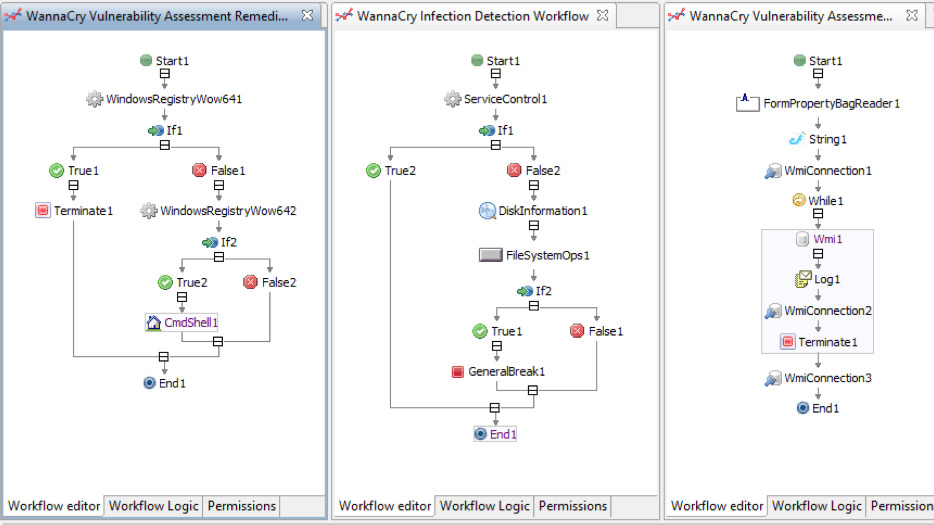 WannaCry Vulnerability Assessment Remedi...
Start1
WindowsRegistryWow641
If1
True1
False1
Terminate1
WindowsRegistryWow642
If2
True2
False2
CmdShell1
End1
Workflow editor
Workflow Logic
Permissions
WannaCry Infection Detection Workflow
Start1
ServiceControl1
If1
True2
False2
DiskInformation1
FileSystemOps1
If2
True1
False1
GeneralBreak1
End1
Workflow editor
Workflow Logic
Permissions
WannaCry Vulnerability Assessme...
Start1
A
FormPropertyBagReader1
String1
WmiConnection1
While1
Wmi1
Log1
WmiConnection2
Terminate1
WmiConnection3
End1
Workflow editor
Workflow Logic
Permission